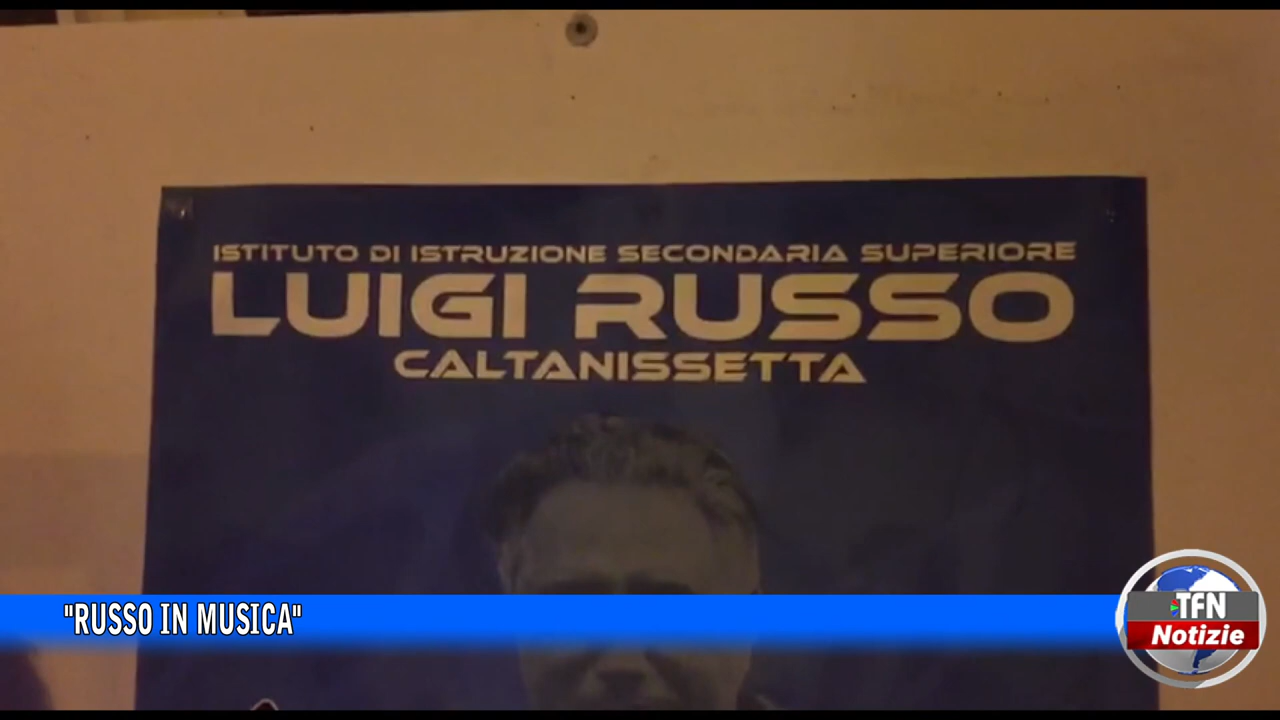 ISTITUTO DI ISTRUZIONE SECONDARIA SUPERIORE
LUIGI RUSSO
CALTANISSETTA
"RUSSO IN MUSICA"
TFN
Notizie